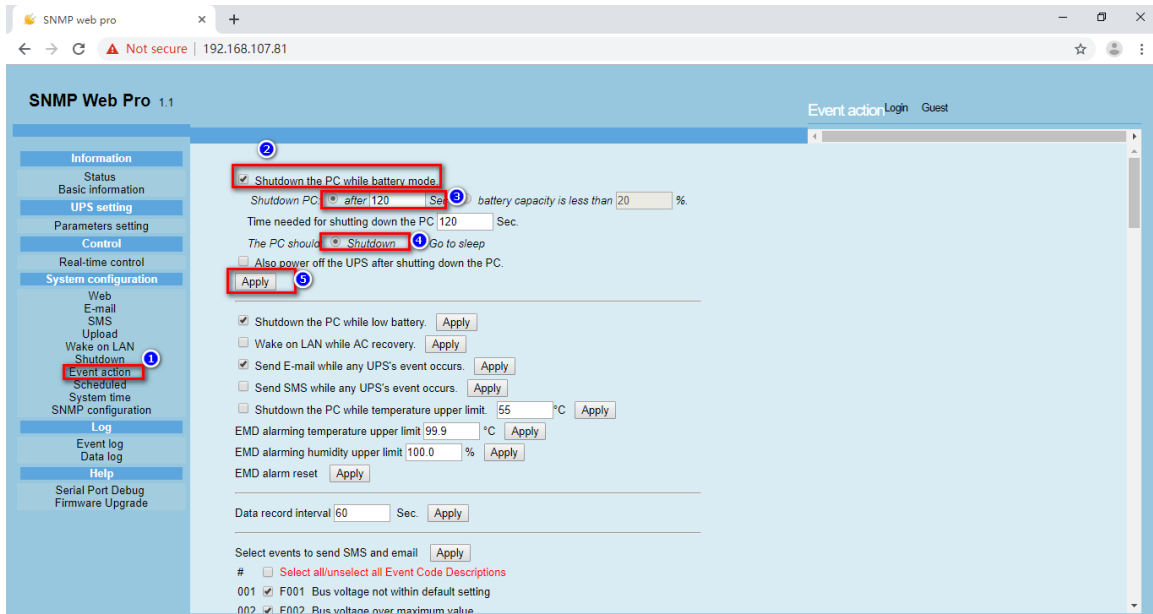 SNMP web pro
Not secure | 192.168.107.81
SNMP Web Pro 1.1
Event action Login Guest
Information
Status
Basic information
UPS setting
Parameters setting
Control
Real-time control
System configuration
Web
E-mail
SMS
Upload
Wake on LAN
Shutdown
1
Event action
Scheduled
System time
SNMP configuration
Log
Event log
Data log
Help
Serial Port Debug
Firmware Upgrade
2
Shutdown the PC while battery mode.
Shutdown PC: after 120 Sec. 3 battery capacity is less than 20 %.
Time needed for shutting down the PC 120 Sec.
The PC should Shutdown 4 Go to sleep
Also power off the UPS after shutting down the PC.
Apply 5
Shutdown the PC while low battery. Apply
Wake on LAN while AC recovery. Apply
Send E-mail while any UPS's event occurs. Apply
Send SMS while any UPS's event occurs. Apply
Shutdown the PC while temperature upper limit. 55 °C Apply
EMD alarming temperature upper limit 99.9 °C Apply
EMD alarming humidity upper limit 100.0 % Apply
EMD alarm reset Apply
Data record interval 60 Sec. Apply
Select events to send SMS and email Apply
# Select all/unselect all Event Code Descriptions
001 F001 Bus voltage not within default setting
002 F002 Bus voltage over maximum value